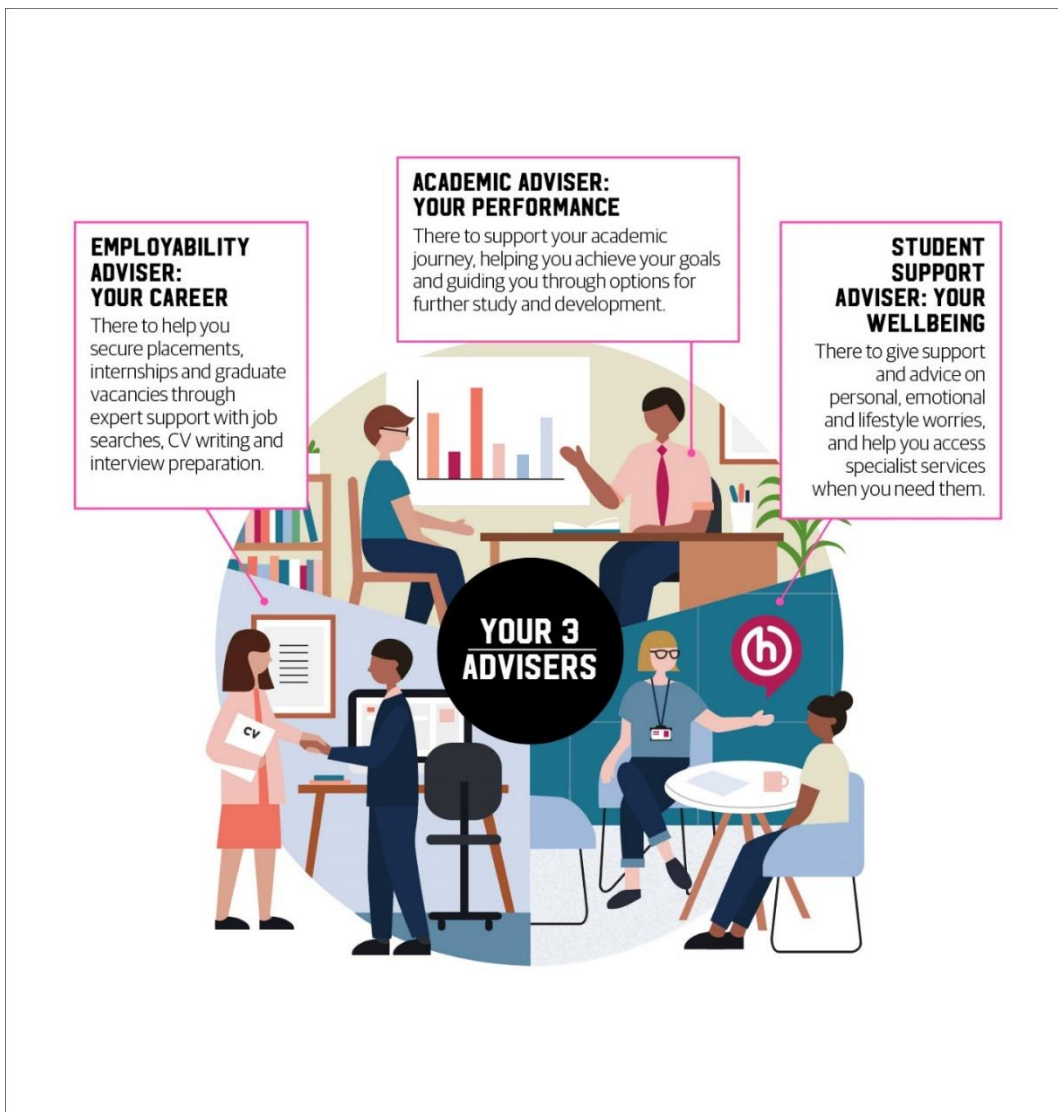 EMPLOYABILITY
ADVISER:
YOUR CAREER
There to help you
secure placements,
internships and graduate
vacancies through
expert support with job
searches, CV writing and
interview preparation.
ACADEMIC ADVISER:
YOUR PERFORMANCE
There to support your academic
journey, helping you achieve your goals
and guiding you through options for
further study and development.
STUDENT
SUPPORT
ADVISER: YOUR
WELLBEING
There to give support
and advice on
personal, emotional
and lifestyle worries,
and help you access
specialist services
when you need them.
YOUR 3
ADVISERS
CV
h